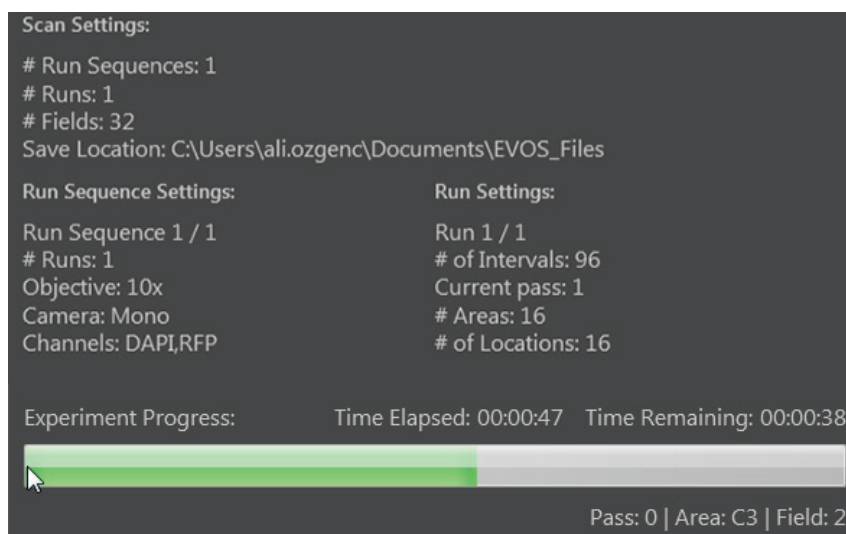 Scan Settings:
# Run Sequences: 1
# Runs: 1
# Fields: 32
Save Location: C:\Users\ali.ozgenc\Documents\EVOS_Files
Run Sequence Settings:
Run Sequence 1 / 1
# Runs: 1
Objective: 10x
Camera: Mono
Channels: DAPI,RFP
Run Settings:
Run 1 / 1
# of Intervals: 96
Current pass: 1
# Areas: 16
# of Locations: 16
Experiment Progress: Time Elapsed: 00:00:47 Time Remaining: 00:00:38
Pass: 0 | Area: C3 | Field: 2